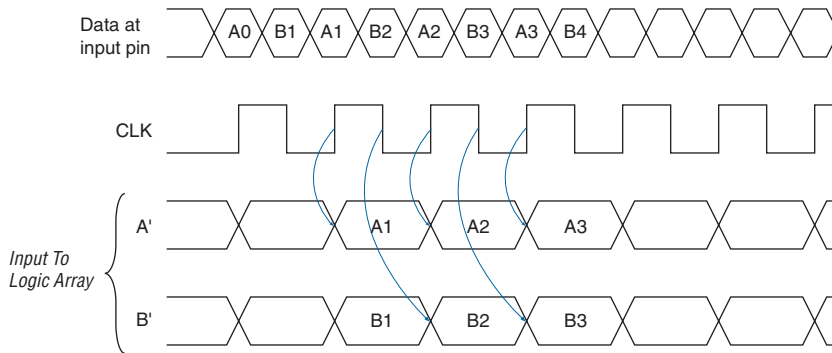 Data at
input pin
A0 B1 A1 B2 A2 B3 A3 B4
CLK
A'
A1 A2 A3
Input To
Logic Array
B'
B1 B2 B3